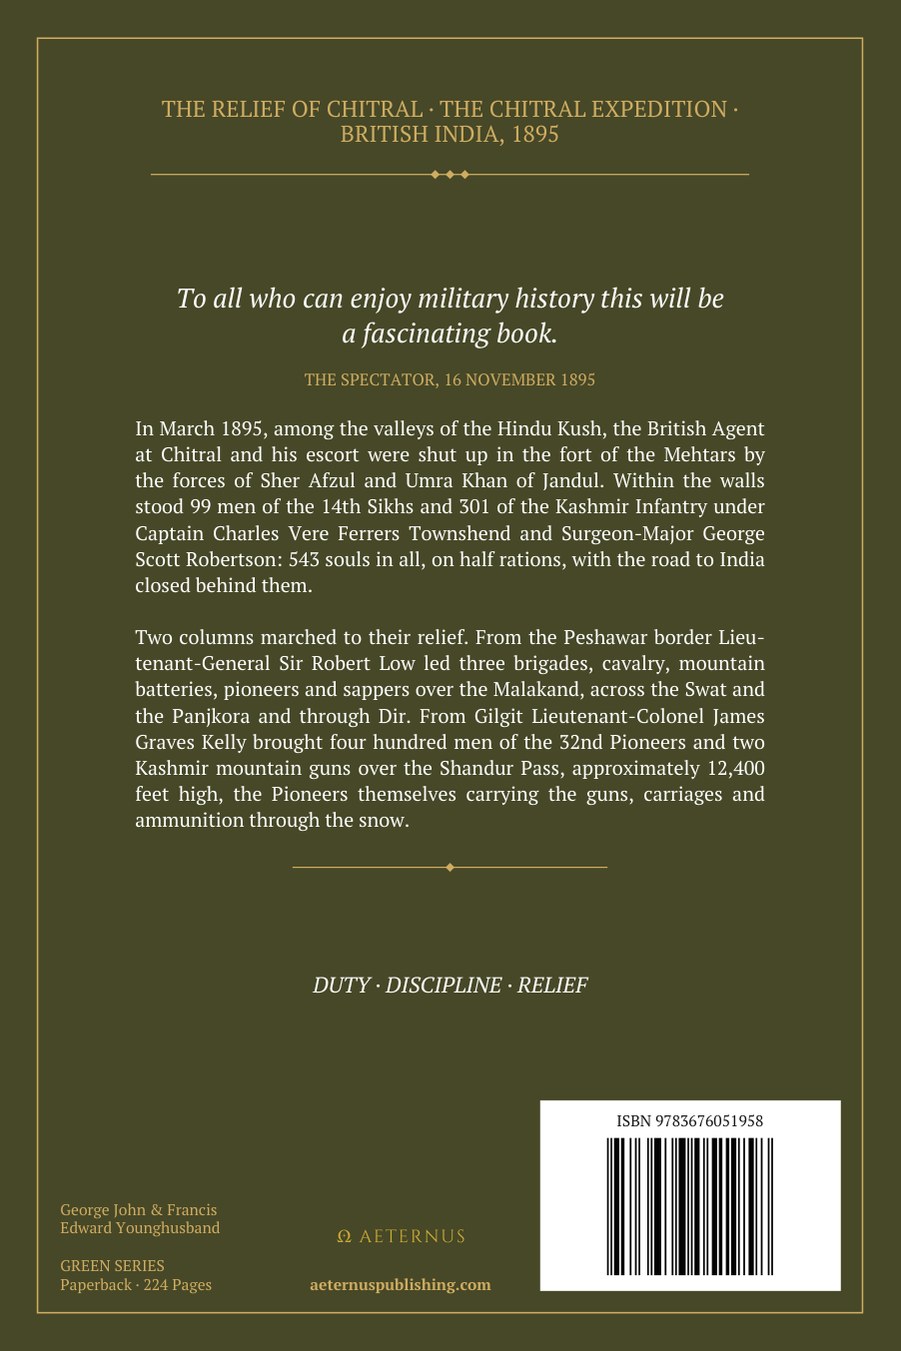 THE RELIEF OF CHITRAL · THE CHITRAL EXPEDITION ·
BRITISH INDIA, 1895
To all who can enjoy military history this will be
a fascinating book.
THE SPECTATOR, 16 NOVEMBER 1895
In March 1895, among the valleys of the Hindu Kush, the British Agent
at Chitral and his escort were shut up in the fort of the Mehtars by
the forces of Sher Afzul and Umra Khan of Jandul. Within the walls
stood 99 men of the 14th Sikhs and 301 of the Kashmir Infantry under
Captain Charles Vere Ferrers Townshend and Surgeon-Major George
Scott Robertson: 543 souls in all, on half rations, with the road to India
closed behind them.
Two columns marched to their relief. From the Peshawar border Lieu-
tenant-General Sir Robert Low led three brigades, cavalry, mountain
batteries, pioneers and sappers over the Malakand, across the Swat and
the Panjkora and through Dir. From Gilgit Lieutenant-Colonel James
Graves Kelly brought four hundred men of the 32nd Pioneers and two
Kashmir mountain guns over the Shandur Pass, approximately 12,400
feet high, the Pioneers themselves carrying the guns, carriages and
ammunition through the snow.
DUTY · DISCIPLINE · RELIEF
ISBN 9783676051958
George John & Francis
Edward Younghusband
GREEN SERIES
Paperback · 224 Pages
Ω AETERNUS
aeternuspublishing.com